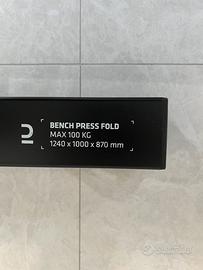 BENCH PRESS FOLD
MAX 100 KG
1240 x 1000 x 870 mm